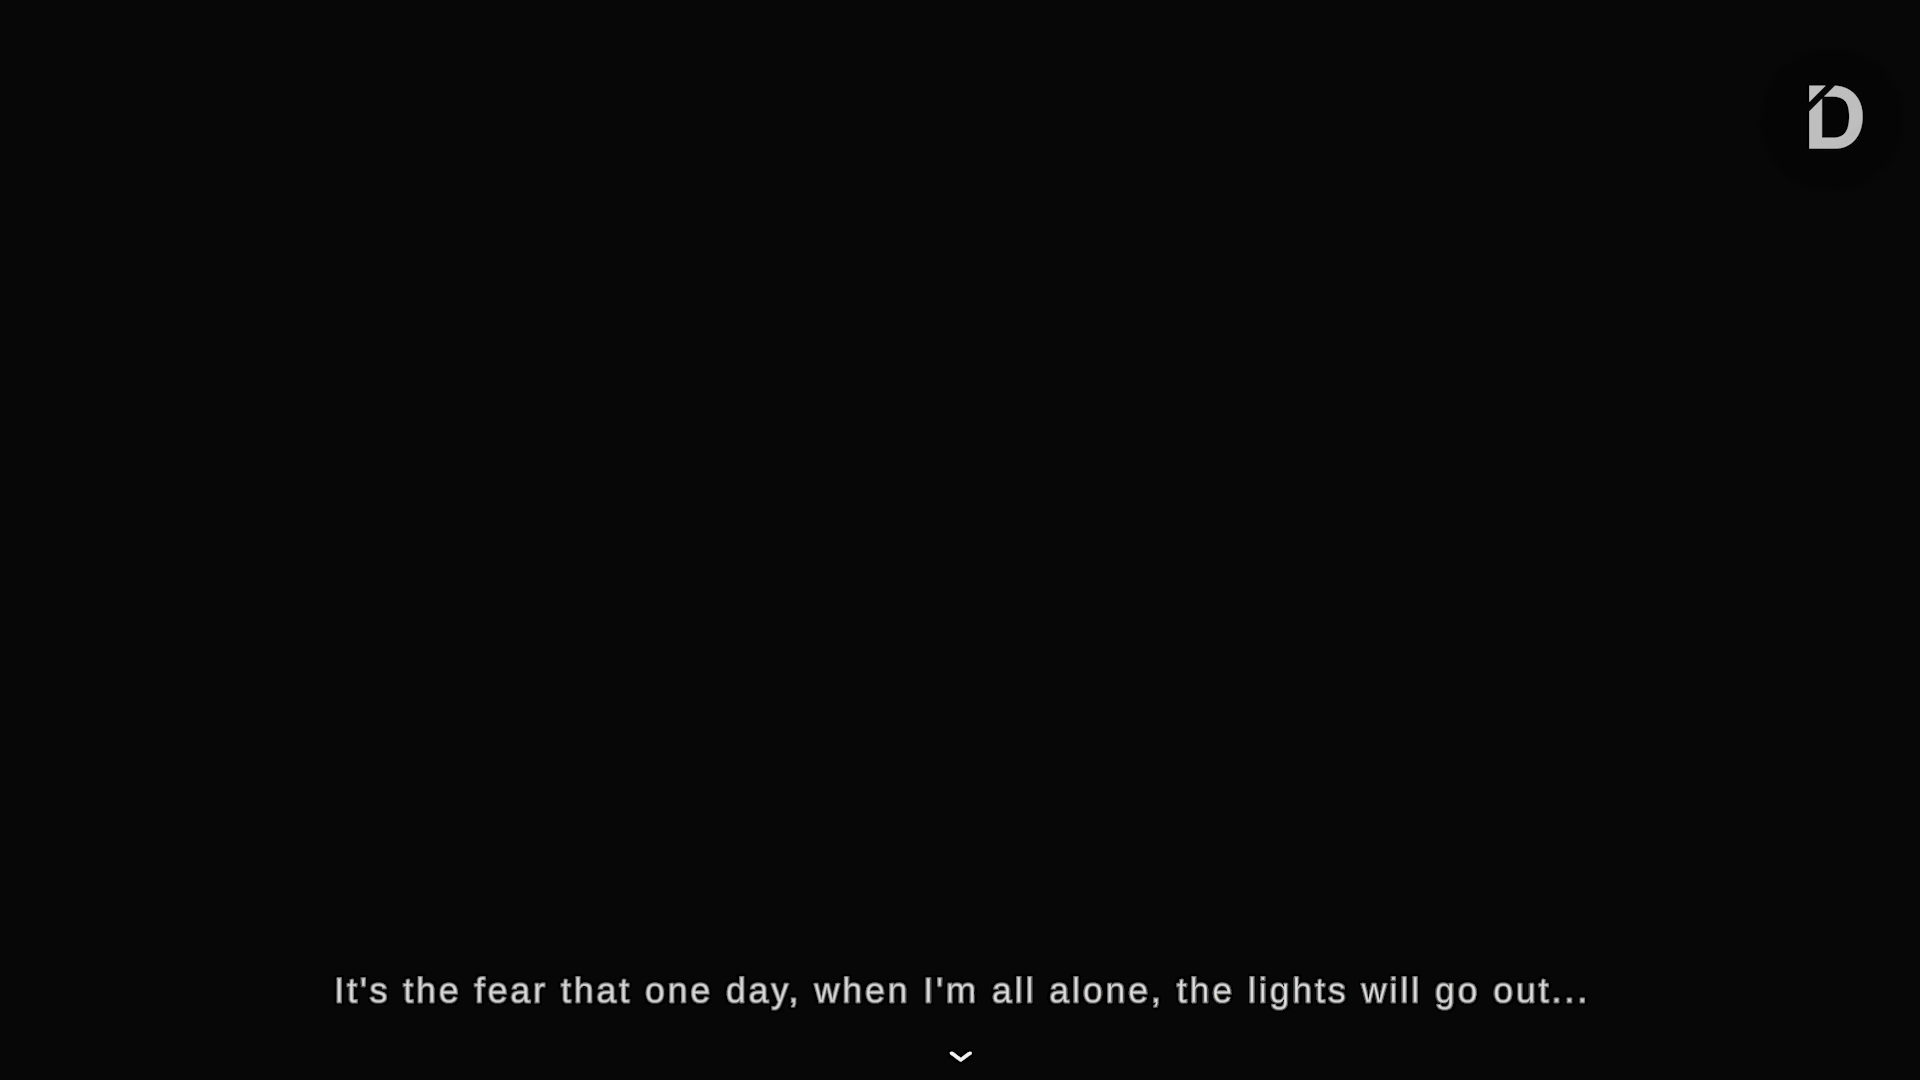 D
It's the fear that one day, when I'm all alone, the lights will go out...